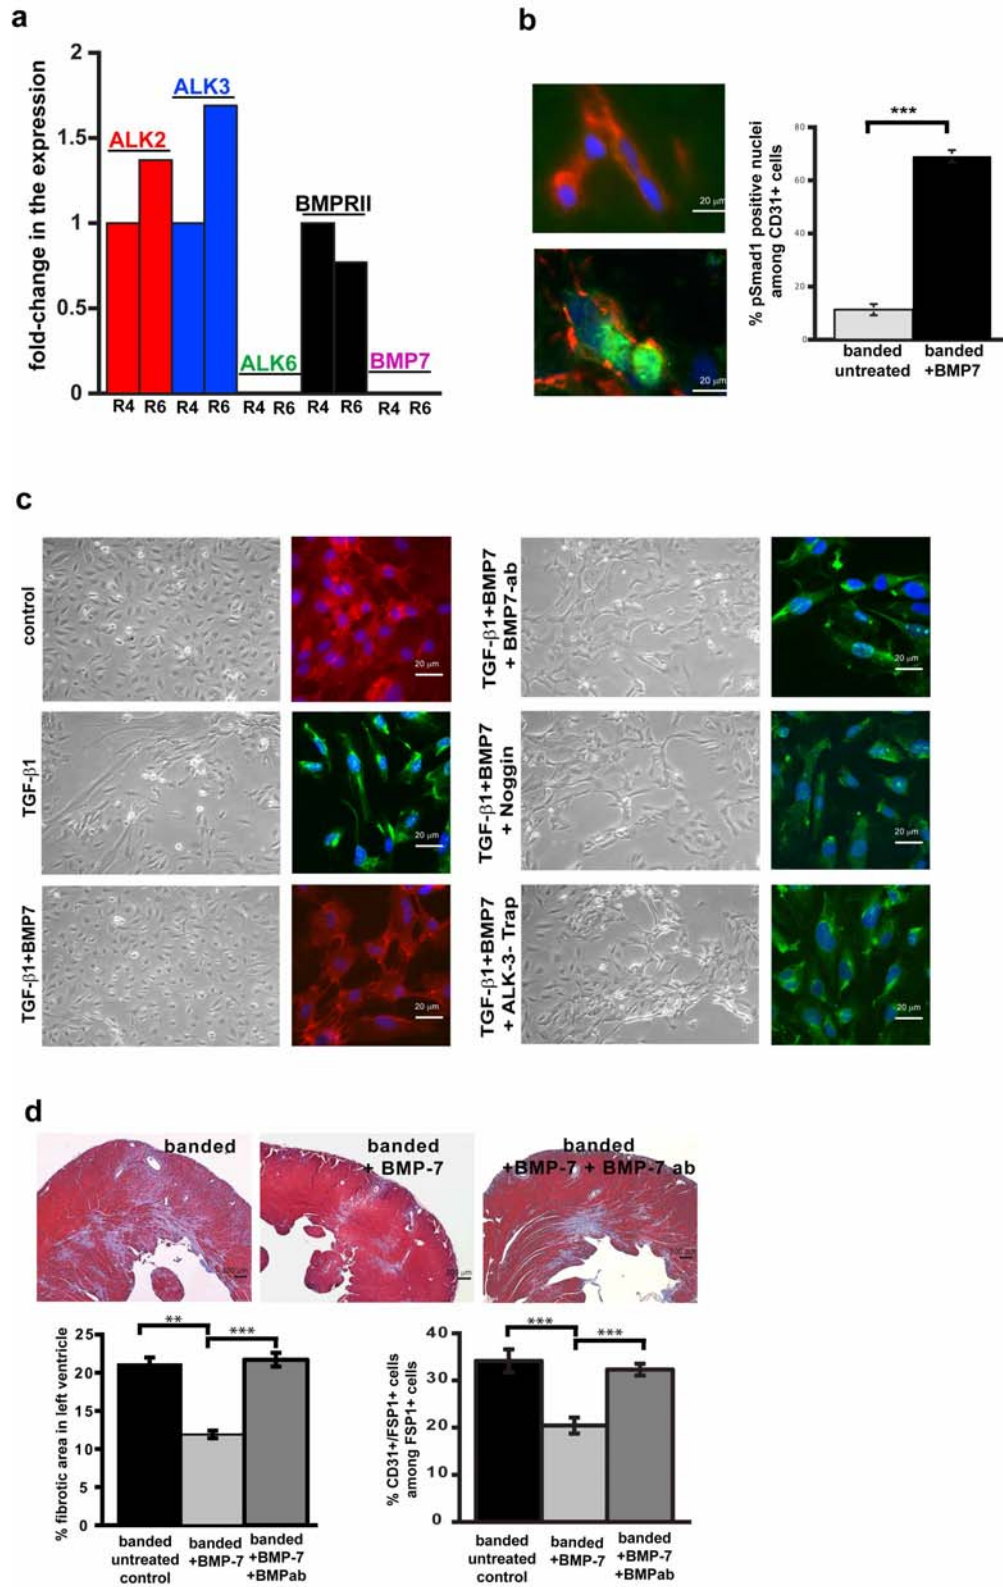 a
fold-change in the expression
2
1.5
1
0.5
0
ALK2
ALK3
ALK6
BMPRII
BMP7
R4 R6 R4 R6 R4 R6 R4 R6 R4 R6
b
20 µm
20 µm
% pSmad1 positive nuclei
among CD31+ cells
80
60
40
20
0
***
banded
untreated
banded
+BMP7
c
control
20 µm
TGF-β1
20 µm
TGF-β1+BMP7
20 µm
TGF-β1+BMP7
+ BMP7-ab
20 µm
TGF-β1+BMP7
+ Noggin
20 µm
TGF-β1+BMP7
+ ALK-3- Trap
20 µm
d
banded
banded
+ BMP-7
banded
+BMP-7 + BMP-7 ab
% fibrotic area in left ventricle
25
20
15
10
5
0
**
***
banded
untreated
control
banded
+BMP-7
banded
+BMP-7
+BMPab
% CD31+/FSP1+ cells
among FSP1+ cells
40
30
20
10
0
***
***
banded
untreated
control
banded
+BMP-7
banded
+BMP-7
+BMPab